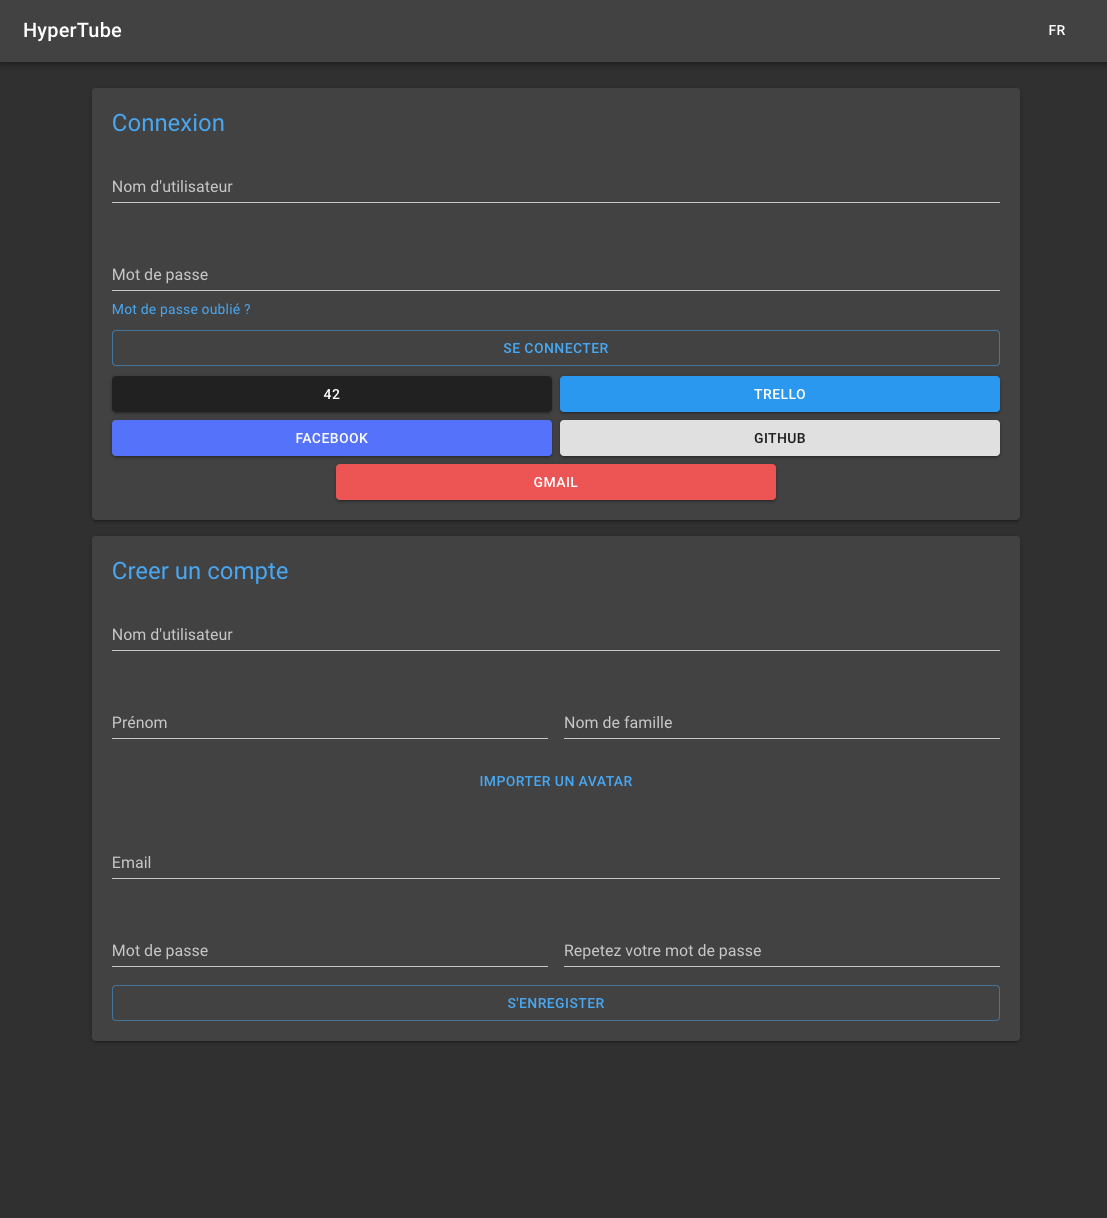 HyperTube
FR
Connexion
Nom d'utilisateur
Mot de passe
Mot de passe oublié ?
SE CONNECTER
42
TRELLO
FACEBOOK
GITHUB
GMAIL
Creer un compte
Nom d'utilisateur
Prénom
Nom de famille
IMPORTER UN AVATAR
Email
Mot de passe
Repetez votre mot de passe
S'ENREGISTER